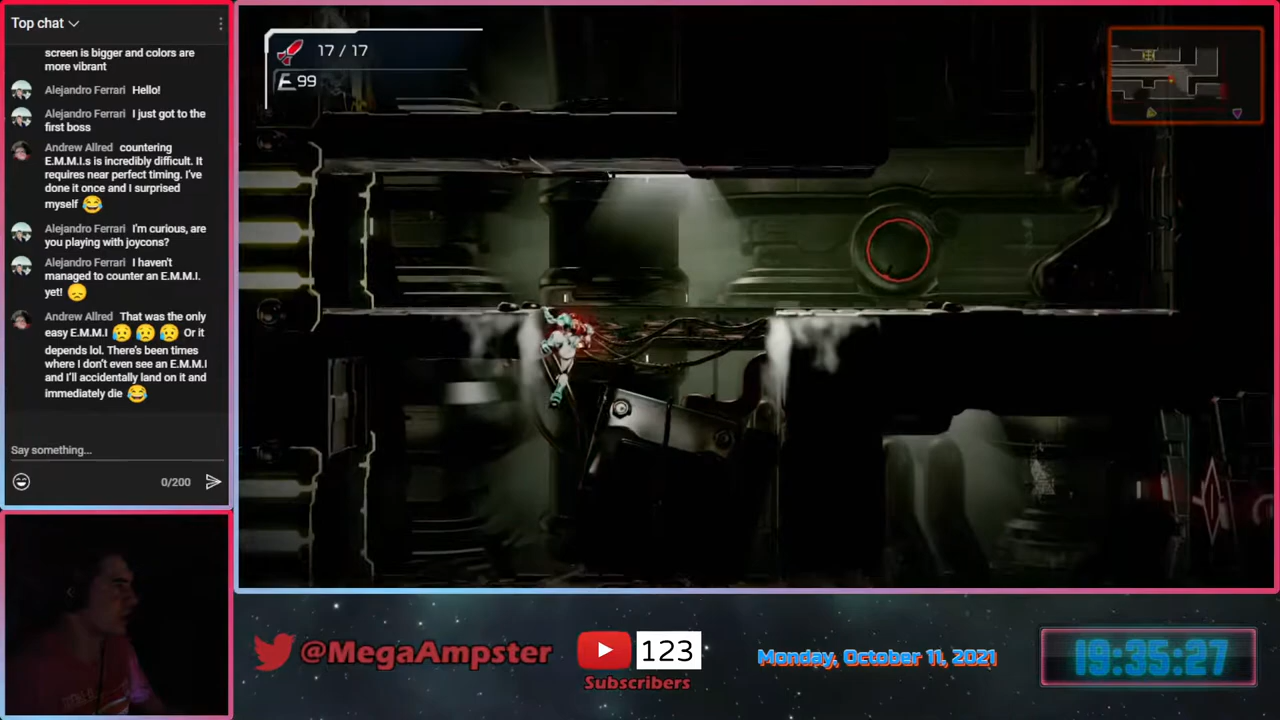 Top chat
screen is bigger and colors are
more vibrant
Alejandro Ferrari Hello!
Alejandro Ferrari I just got to the
first boss
Andrew Allred countering
E.M.M.I.s is incredibly difficult. It
requires near perfect timing. I've
done it once and I surprised
myself 😂
Alejandro Ferrari I'm curious, are
you playing with joycons?
Alejandro Ferrari I haven't
managed to counter an E.M.M.I.
yet! 😞
Andrew Allred That was the only
easy E.M.M.I 😥 😥 😥 Or it
depends lol. There's been times
where I don't even see an E.M.M.I
and I'll accidentally land on it and
immediately die 😂
Say something...
0/200
17 / 17
E 99
@MegaAmpster
123
Subscribers
Monday, October 11, 2021
19:35:27